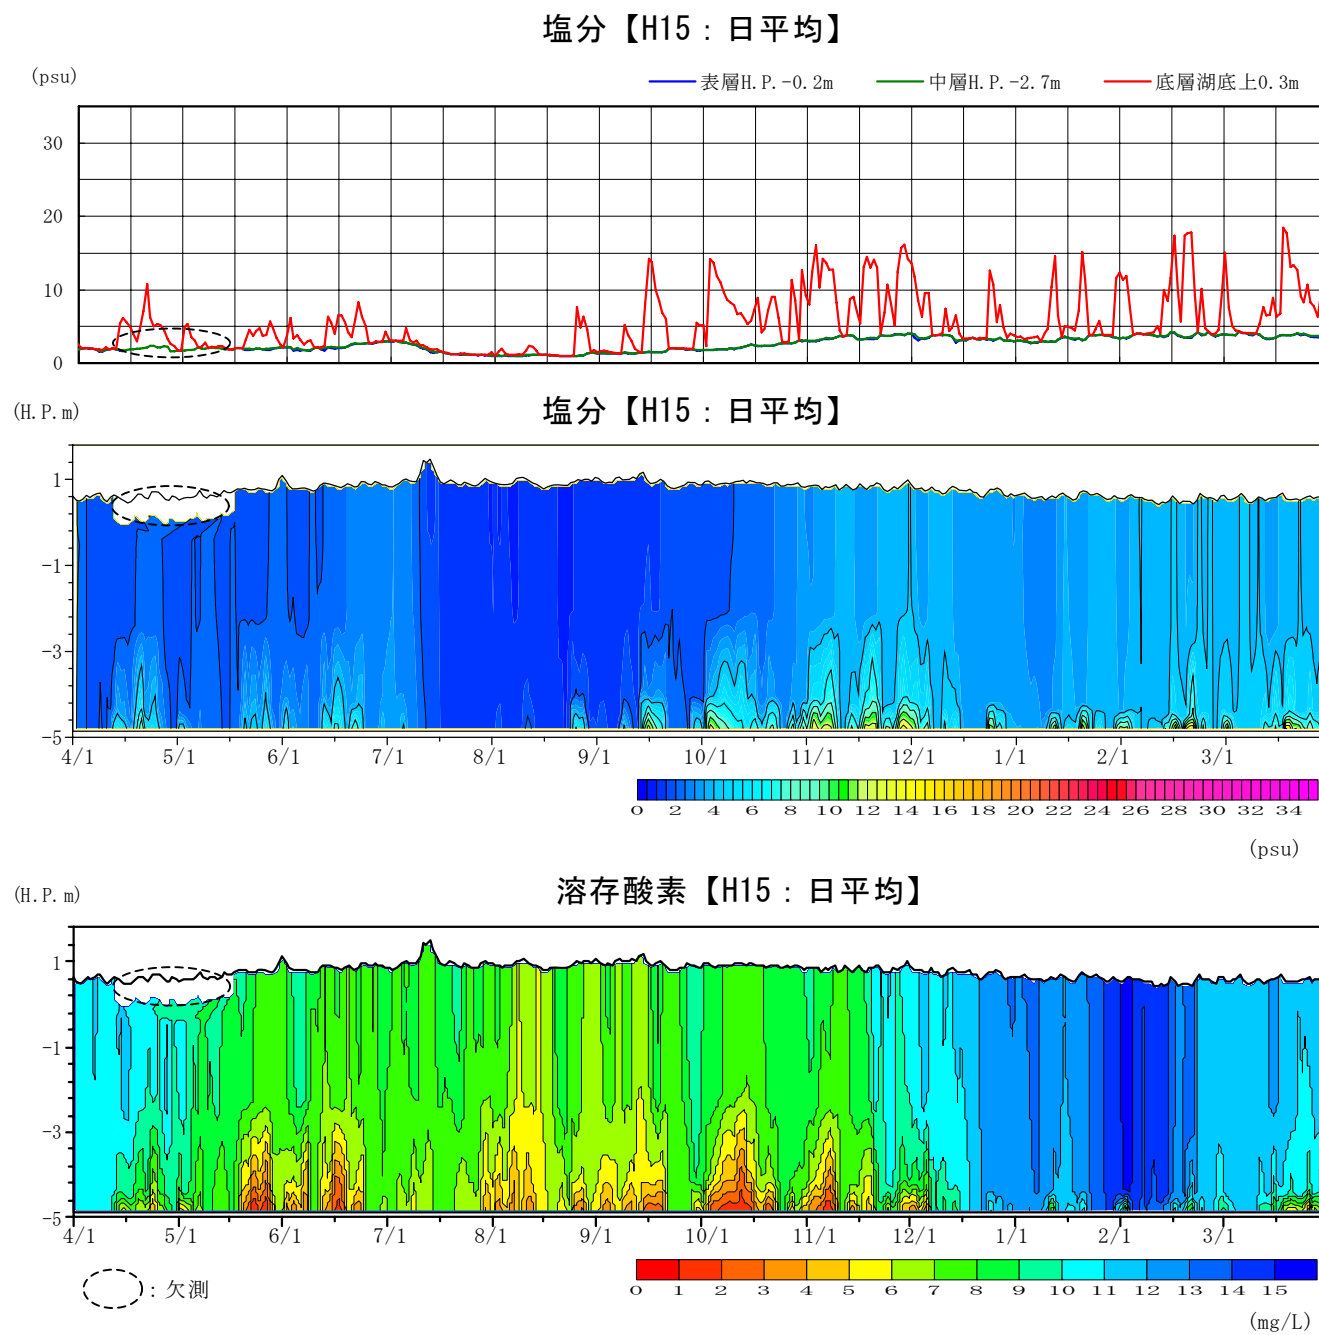 塩分【H15：日平均】
(psu)
表層H.P.-0.2m 中層H.P.-2.7m 底層湖底上0.3m
30
20
10
0
(H.P.m)
塩分【H15：日平均】
1
-1
-3
-5
4/1 5/1 6/1 7/1 8/1 9/1 10/1 11/1 12/1 1/1 2/1 3/1
0 2 4 6 8 10 12 14 16 18 20 22 24 26 28 30 32 34
(psu)
(H.P.m)
溶存酸素【H15：日平均】
1
-1
-3
-5
4/1 5/1 6/1 7/1 8/1 9/1 10/1 11/1 12/1 1/1 2/1 3/1
：欠測
0 1 2 3 4 5 6 7 8 9 10 11 12 13 14 15
(mg/L)